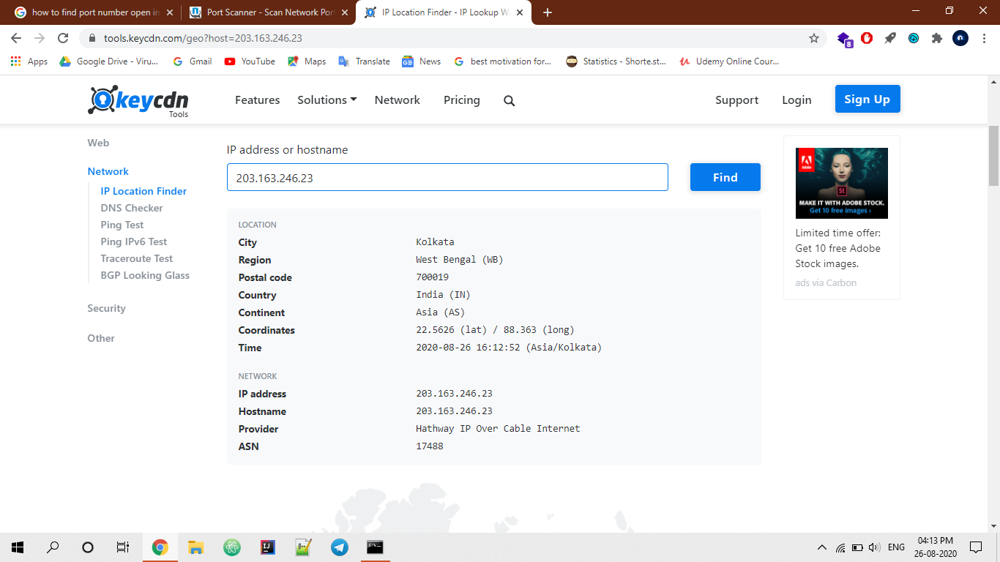 how to find port number open in
Port Scanner - Scan Network Port
IP Location Finder - IP Lookup W
tools.keycdn.com/geo?host=203.163.246.23
8
Apps Google Drive - Viru... Gmail YouTube Maps Translate News best motivation for... Statistics - Shorte.st... Udemy Online Cour...
keycdn
Tools
Features Solutions Network Pricing Support Login Sign Up
Web
Network
IP Location Finder
DNS Checker
Ping Test
Ping IPv6 Test
Traceroute Test
BGP Looking Glass
Security
Other
IP address or hostname
203.163.246.23 Find
LOCATION
City Kolkata
Region West Bengal (WB)
Postal code 700019
Country India (IN)
Continent Asia (AS)
Coordinates 22.5626 (lat) / 88.363 (long)
Time 2020-08-26 16:12:52 (Asia/Kolkata)
NETWORK
IP address 203.163.246.23
Hostname 203.163.246.23
Provider Hathway IP Over Cable Internet
ASN 17488
Adobe
St
MAKE IT WITH ADOBE STOCK.
Get 10 free images ›
Limited time offer:
Get 10 free Adobe
Stock images.
ads via Carbon
ENG
04:13 PM
26-08-2020